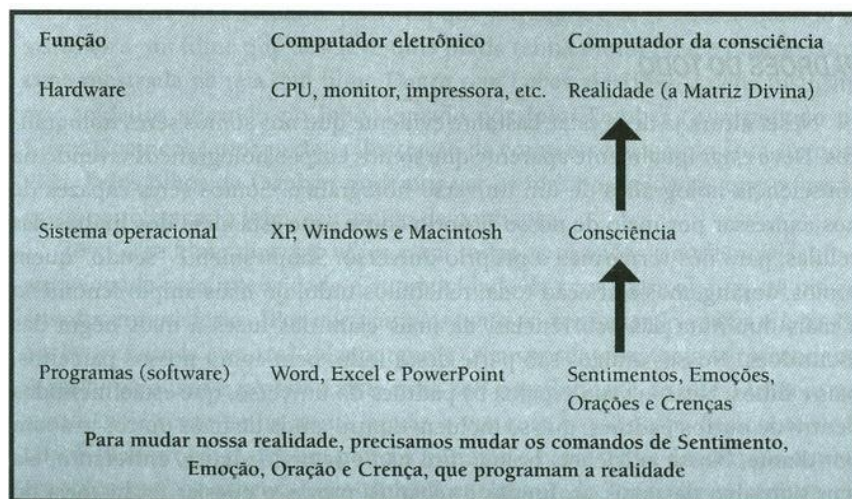 Função Computador eletrônico Computador da consciência
Hardware CPU, monitor, impressora, etc. Realidade (a Matriz Divina)
Sistema operacional XP, Windows e Macintosh Consciência
Programas (software) Word, Excel e PowerPoint Sentimentos, Emoções,
Orações e Crenças
Para mudar nossa realidade, precisamos mudar os comandos de Sentimento,
Emoção, Oração e Crença, que programam a realidade